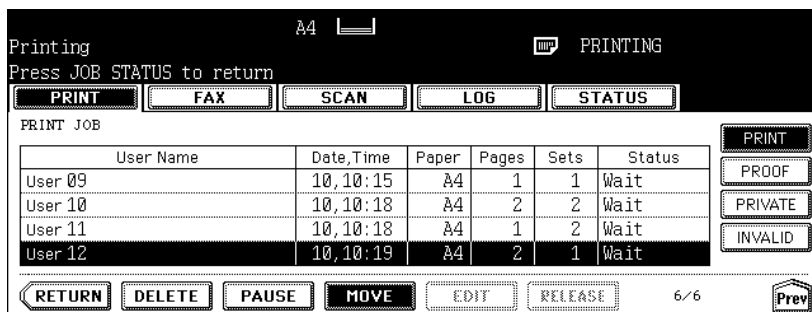 A4
Printing PRINTING
Press JOB STATUS to return
PRINT FAX SCAN LOG STATUS
PRINT JOB
PRINT
User Name Date,Time Paper Pages Sets Status
PROOF
User 09 10,10:15 A4 1 1 Wait
User 10 10,10:18 A4 2 2 Wait
PRIVATE
User 11 10,10:18 A4 1 2 Wait
INVALID
User 12 10,10:19 A4 2 1 Wait
RETURN DELETE PAUSE MOVE EDIT RELEASE 6/6 Prev